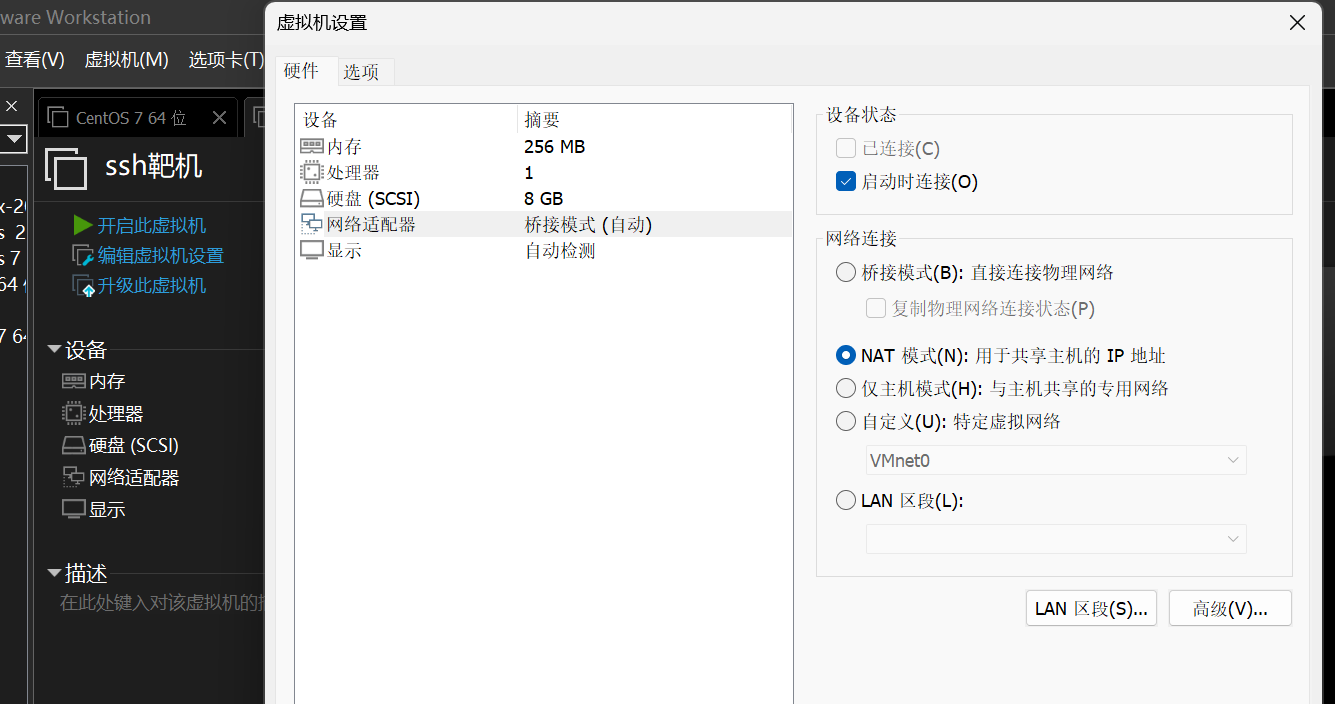 ware Workstation
查看(V) 虚拟机(M) 选项卡(T)
CentOS 7 64 位
ssh靶机
开启此虚拟机
编辑虚拟机设置
升级此虚拟机
设备
内存
处理器
硬盘 (SCSI)
网络适配器
显示
描述
在此处键入对该虚拟机的
虚拟机设置
硬件 选项
设备 摘要
内存 256 MB
处理器 1
硬盘 (SCSI) 8 GB
网络适配器 桥接模式 (自动)
显示 自动检测
设备状态
已连接(C)
启动时连接(O)
网络连接
桥接模式(B): 直接连接物理网络
复制物理网络连接状态(P)
NAT 模式(N): 用于共享主机的 IP 地址
仅主机模式(H): 与主机共享的专用网络
自定义(U): 特定虚拟网络
VMnet0
LAN 区段(L):
LAN 区段(S)... 高级(V)...